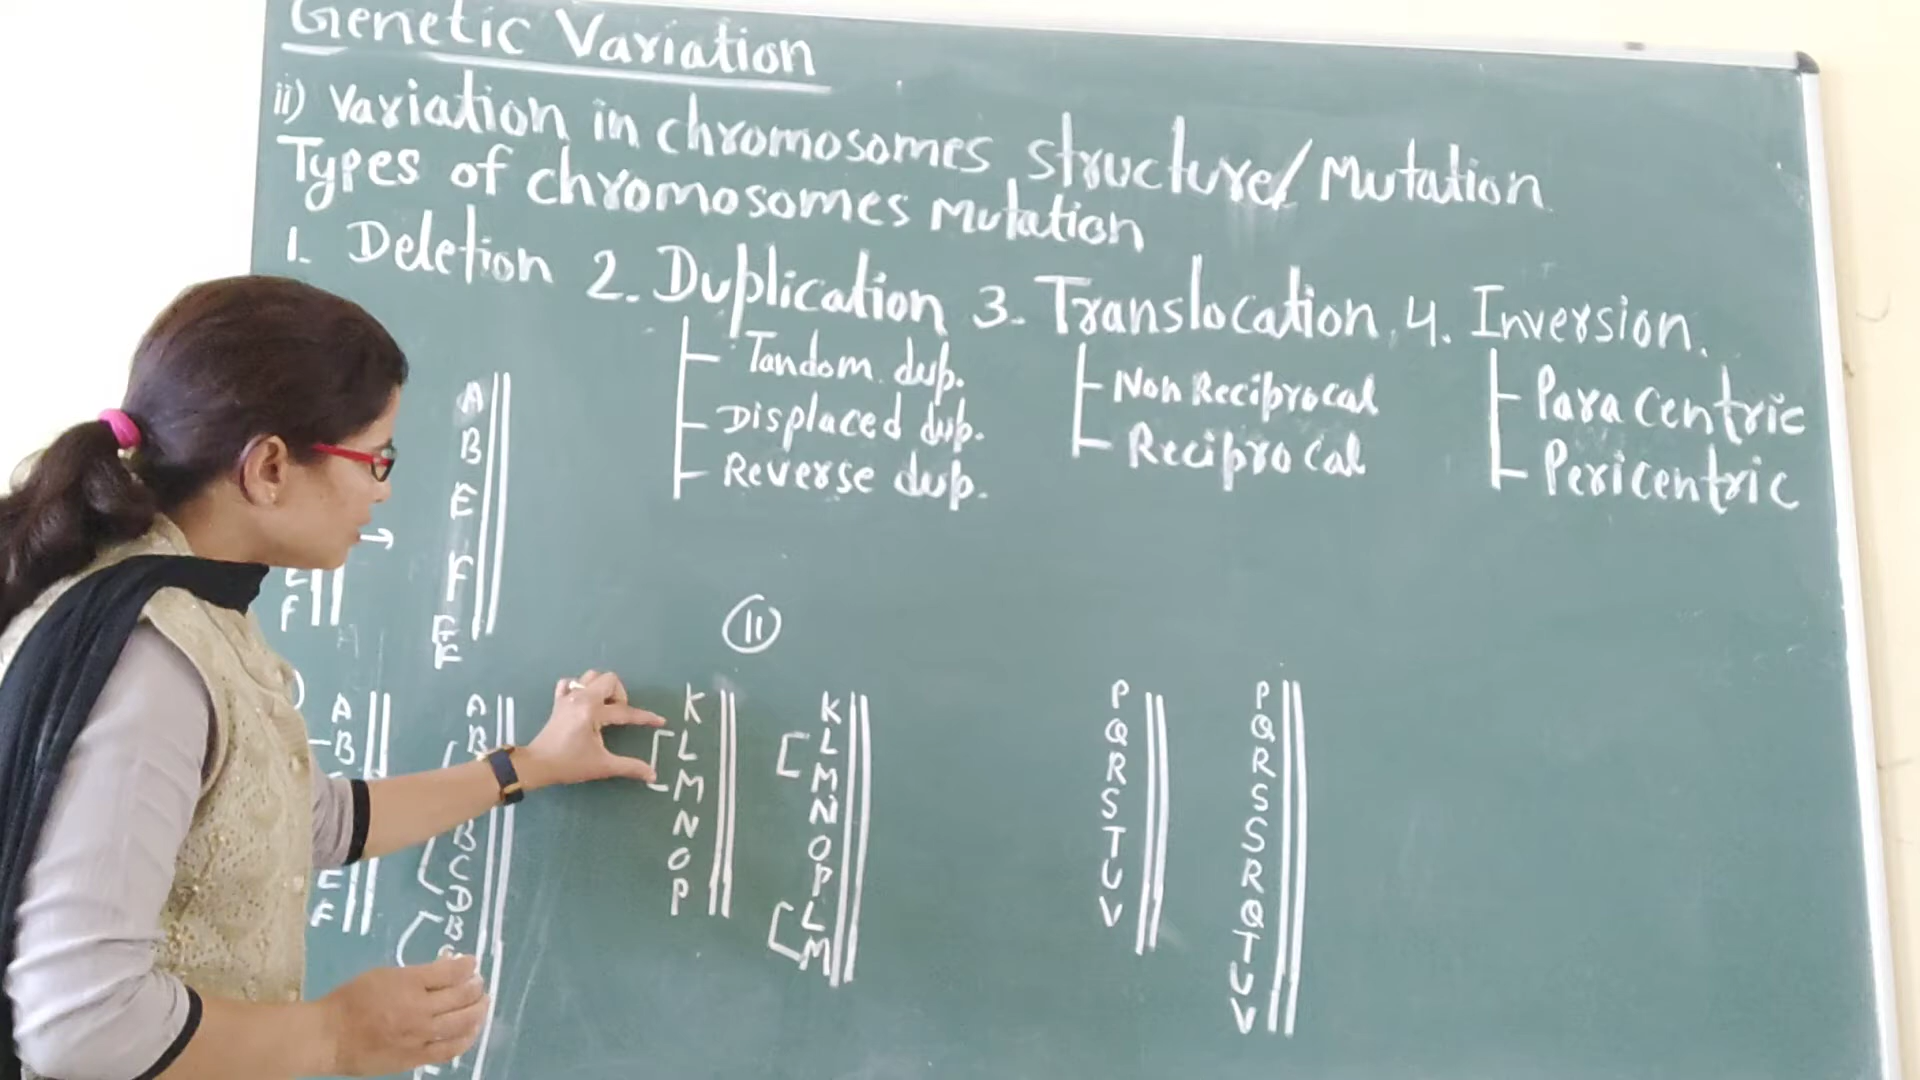 Genetic Variation
ii) Variation in chromosomes structure/Mutation
Types of chromosomes Mutation
1. Deletion 2. Duplication 3. Translocation, 4. Inversion.
Tandom dup.
Displaced dup.
Reverse dup.
Non Reciprocal
Reciprocal
Para Centric
Pericentric
A
B
E
F
E
F
F
A
B
E
F
A
B
B
C
D
B
II
K
L
M
N
O
P
K
L
M
N
O
P
L
M
P
Q
R
S
T
U
V
P
Q
R
S
S
R
Q
T
U
V